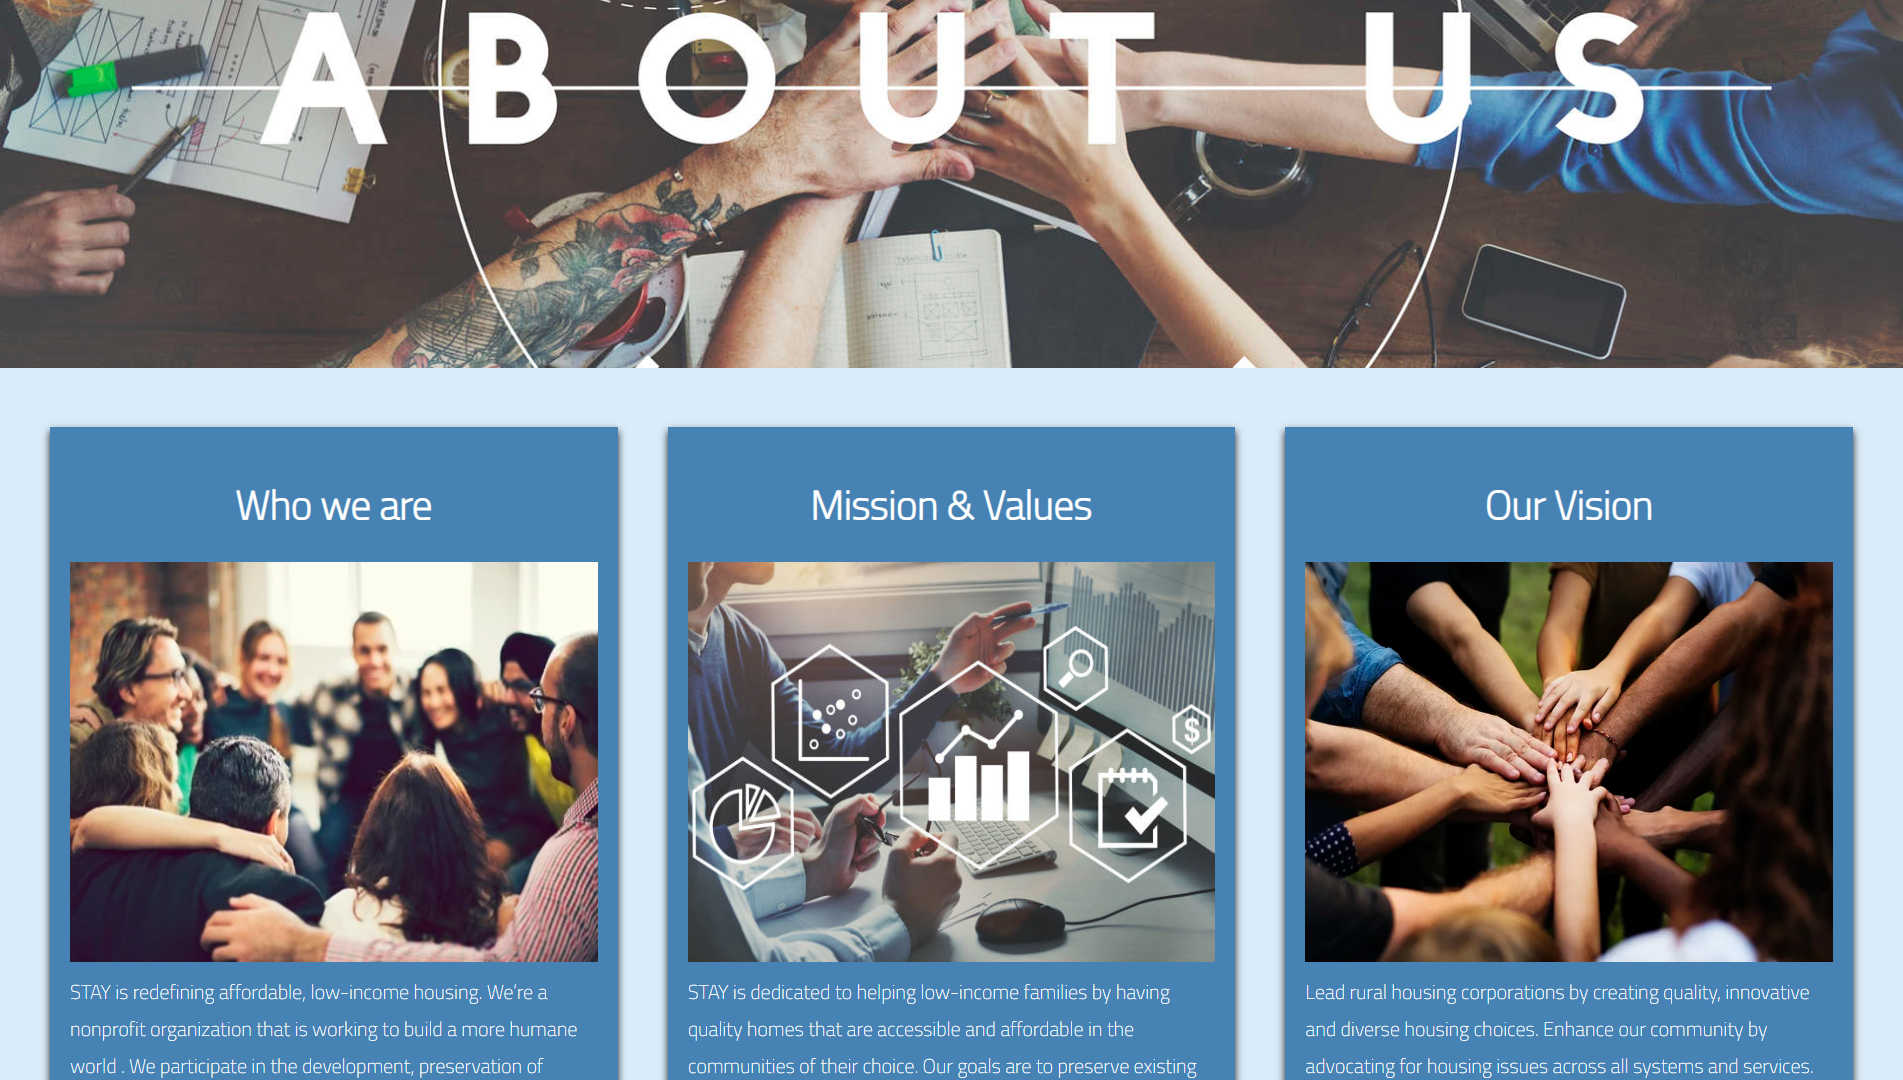 ABOUT US
Who we are
STAY is redefining affordable, low-income housing. We're a
nonprofit organization that is working to build a more humane
world . We participate in the development, preservation of
Mission & Values
$
STAY is dedicated to helping low-income families by having
quality homes that are accessible and affordable in the
communities of their choice. Our goals are to preserve existing
Our Vision
Lead rural housing corporations by creating quality, innovative
and diverse housing choices. Enhance our community by
advocating for housing issues across all systems and services.